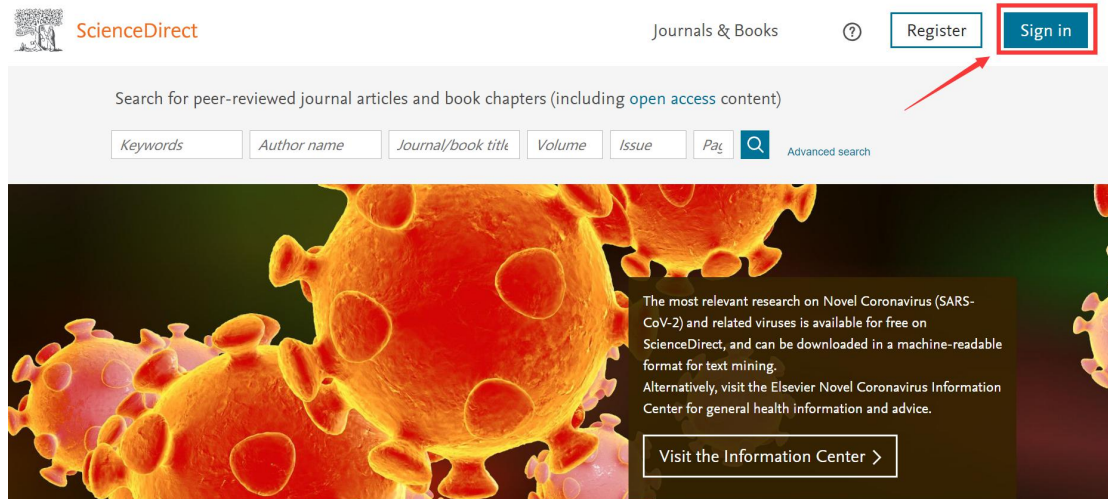 ScienceDirect
Journals & Books
?
Register
Sign in
Search for peer-reviewed journal articles and book chapters (including open access content)
Keywords
Author name
Journal/book title
Volume
Issue
Pag
Advanced search
The most relevant research on Novel Coronavirus (SARS-
CoV-2) and related viruses is available for free on
ScienceDirect, and can be downloaded in a machine-readable
format for text mining.
Alternatively, visit the Elsevier Novel Coronavirus Information
Center for general health information and advice.
Visit the Information Center >